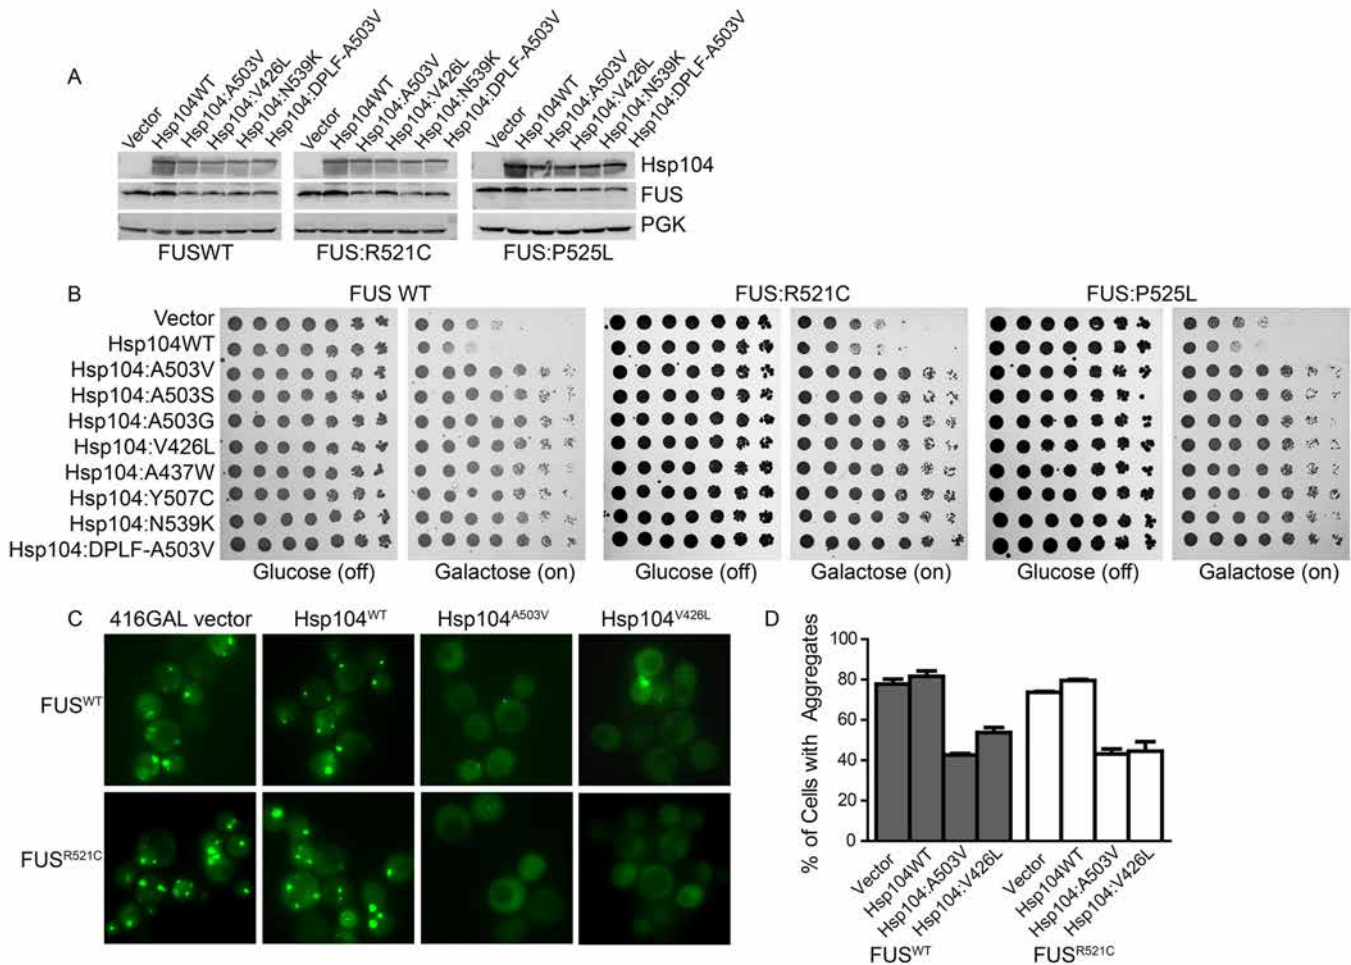 A
Vector
Hsp104WT
Hsp104:A503V
Hsp104:V426L
Hsp104:N539K
Hsp104:DPLF-A503V
Vector
Hsp104WT
Hsp104:A503V
Hsp104:V426L
Hsp104:N539K
Hsp104:DPLF-A503V
Vector
Hsp104WT
Hsp104:A503V
Hsp104:V426L
Hsp104:N539K
Hsp104:DPLF-A503V
Hsp104
FUS
PGK
FUSWT
FUS:R521C
FUS:P525L
B
FUS WT
FUS:R521C
FUS:P525L
Vector
Hsp104WT
Hsp104:A503V
Hsp104:A503S
Hsp104:A503G
Hsp104:V426L
Hsp104:A437W
Hsp104:Y507C
Hsp104:N539K
Hsp104:DPLF-A503V
Glucose (off)
Galactose (on)
Glucose (off)
Galactose (on)
Glucose (off)
Galactose (on)
C
416GAL vector
Hsp104WT
Hsp104A503V
Hsp104V426L
FUSWT
FUSR521C
D
% of Cells with Aggregates
100
80
60
40
20
0
Vector
Hsp104WT
Hsp104:A503V
Hsp104:V426L
Vector
Hsp104WT
Hsp104:A503V
Hsp104:V426L
FUSWT
FUSR521C